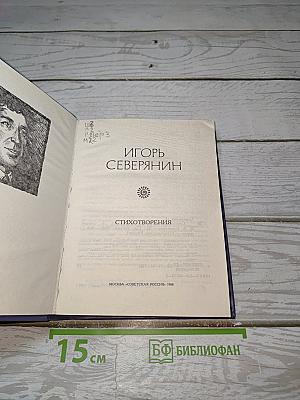 ИГОРЬ
СЕВЕРЯНИН
СТИХОТВОРЕНИЯ
МОСКВА «СОВЕТСКАЯ РОССИЯ» 1988
15 см
БФ БИБЛИОФАН